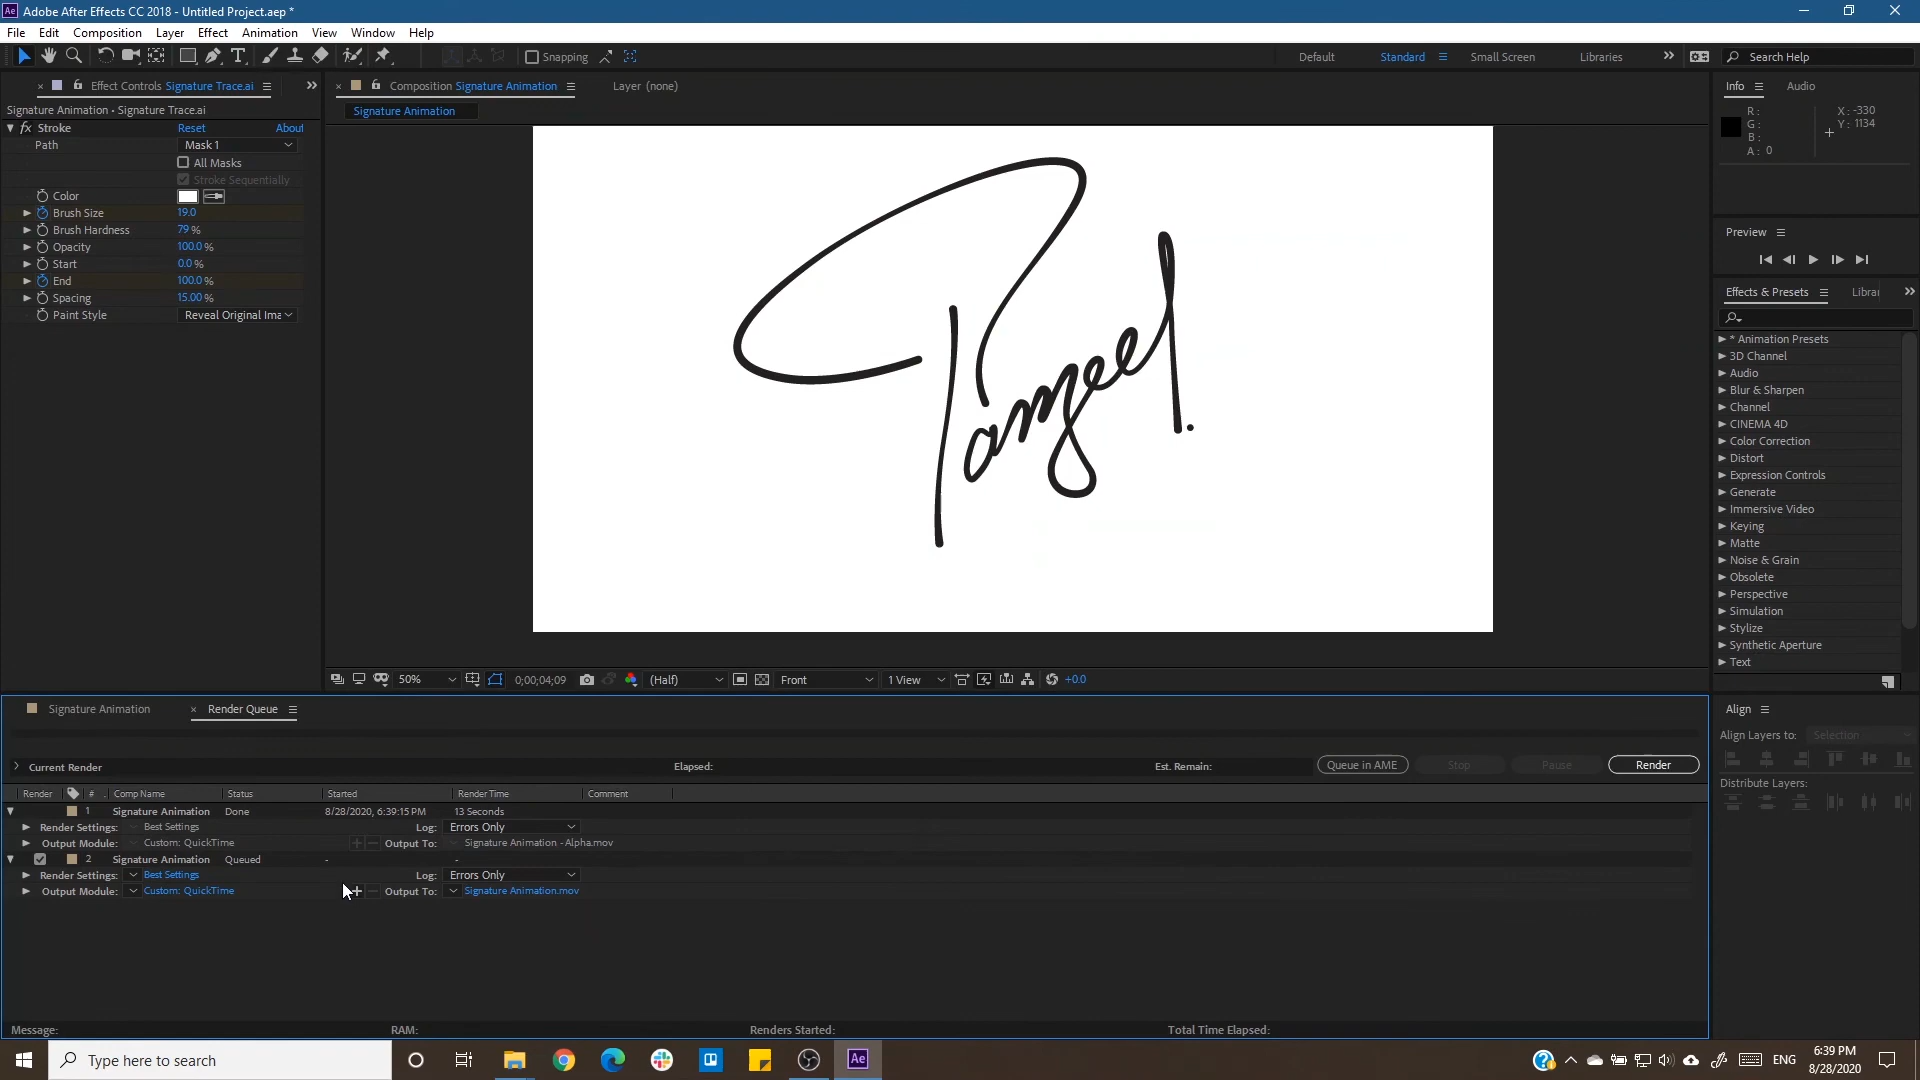 Adobe After Effects CC 2018 - Untitled Project.aep *
File Edit Composition Layer Effect Animation View Window Help
Snapping
Default Standard Small Screen Libraries Search Help
Effect Controls Signature Trace.ai
Signature Animation • Signature Trace.ai
fx Stroke Reset About
Path Mask 1
All Masks
Stroke Sequentially
Color
Brush Size 19.0
Brush Hardness 79 %
Opacity 100.0 %
Start 0.0 %
End 100.0 %
Spacing 15.00 %
Paint Style Reveal Original Ima
Composition Signature Animation Layer (none)
Signature Animation
50% 0;00;04;09 (Half) Front 1 View +0.0
Info Audio
R: X: -330
G: Y: 1134
B:
A: 0
Preview
Effects & Presets Librar
* Animation Presets
3D Channel
Audio
Blur & Sharpen
Channel
CINEMA 4D
Color Correction
Distort
Expression Controls
Generate
Immersive Video
Keying
Matte
Noise & Grain
Obsolete
Perspective
Simulation
Stylize
Synthetic Aperture
Text
Signature Animation Render Queue
Current Render Elapsed: Est. Remain: Queue in AME Stop Pause Render
Render # Comp Name Status Started Render Time Comment
1 Signature Animation Done 8/28/2020, 6:39:15 PM 13 Seconds
Render Settings: Best Settings Log: Errors Only
Output Module: Custom: QuickTime Output To: Signature Animation - Alpha.mov
2 Signature Animation Queued - -
Render Settings: Best Settings Log: Errors Only
Output Module: Custom: QuickTime Output To: Signature Animation.mov
Message: RAM: Renders Started: Total Time Elapsed:
Align
Align Layers to: Selection
Distribute Layers:
Type here to search
Ae
ENG 6:39 PM
8/28/2020